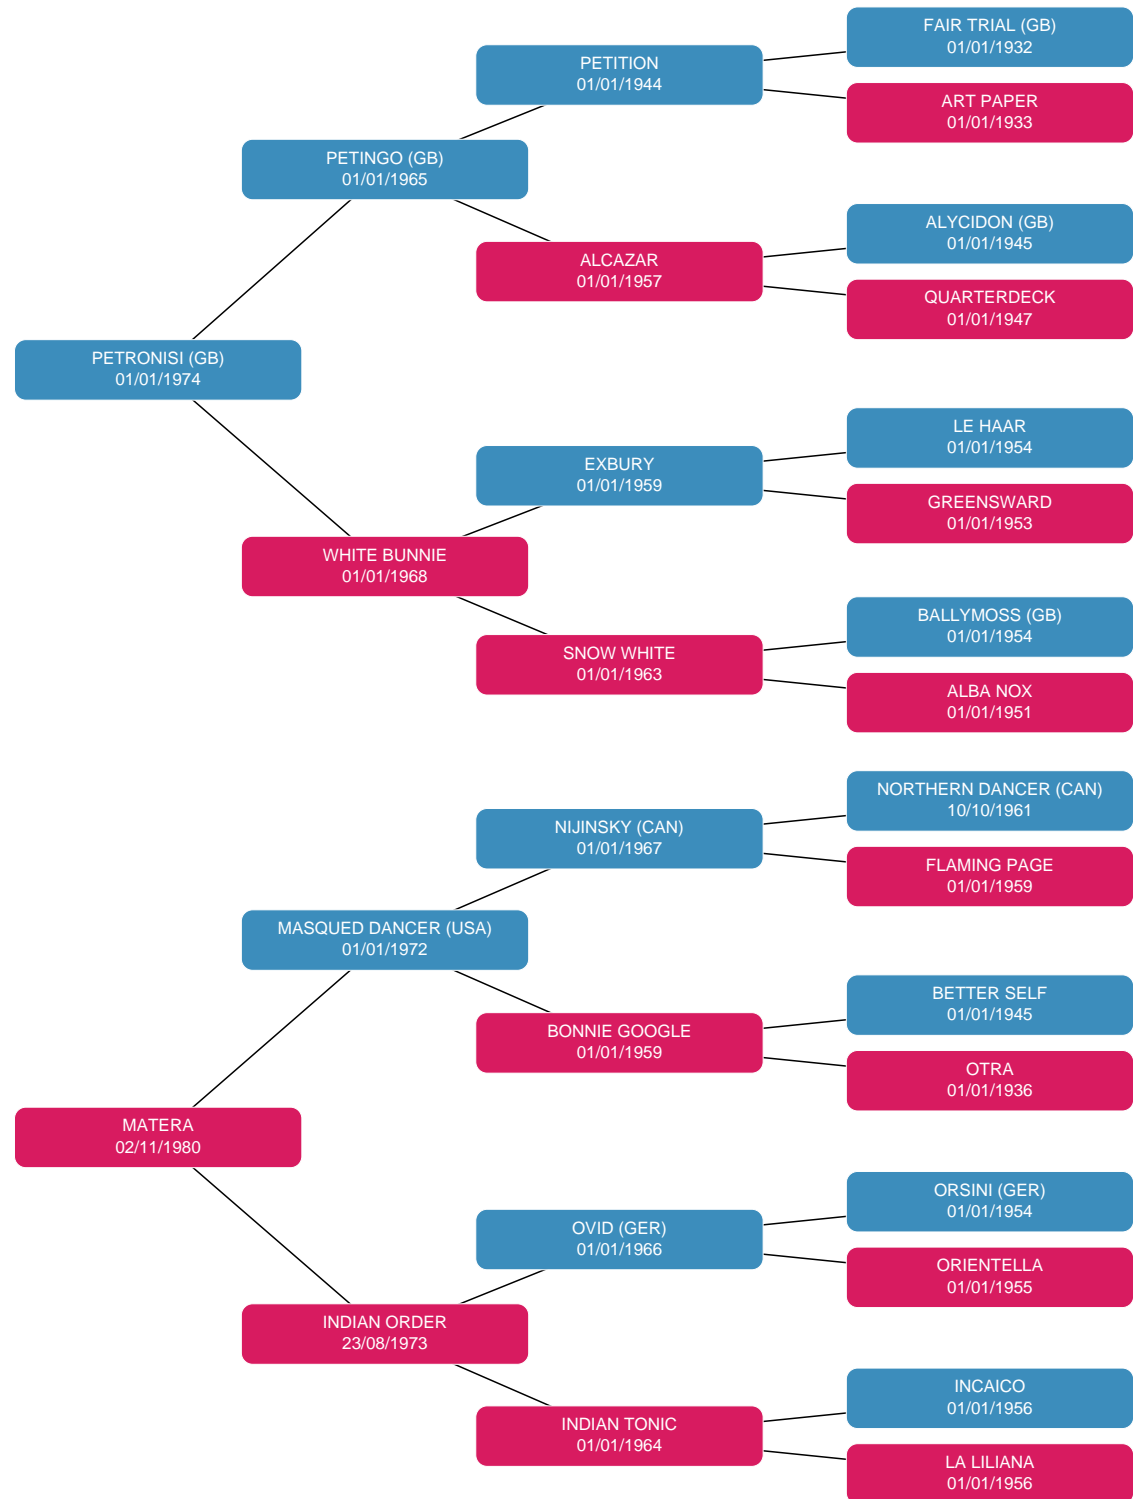 FAIR TRIAL (GB)
01/01/1932
PETITION
01/01/1944
ART PAPER
01/01/1933
PETINGO (GB)
01/01/1965
ALYCIDON (GB)
01/01/1945
ALCAZAR
01/01/1957
QUARTERDECK
01/01/1947
PETRONISI (GB)
01/01/1974
LE HAAR
01/01/1954
EXBURY
01/01/1959
GREENSWARD
01/01/1953
WHITE BUNNIE
01/01/1968
BALLYMOSS (GB)
01/01/1954
SNOW WHITE
01/01/1963
ALBA NOX
01/01/1951
NORTHERN DANCER (CAN)
10/10/1961
NIJINSKY (CAN)
01/01/1967
FLAMING PAGE
01/01/1959
MASQUED DANCER (USA)
01/01/1972
BETTER SELF
01/01/1945
BONNIE GOOGLE
01/01/1959
OTRA
01/01/1936
MATERA
02/11/1980
ORSINI (GER)
01/01/1954
OVID (GER)
01/01/1966
ORIENTELLA
01/01/1955
INDIAN ORDER
23/08/1973
INCAICO
01/01/1956
INDIAN TONIC
01/01/1964
LA LILIANA
01/01/1956